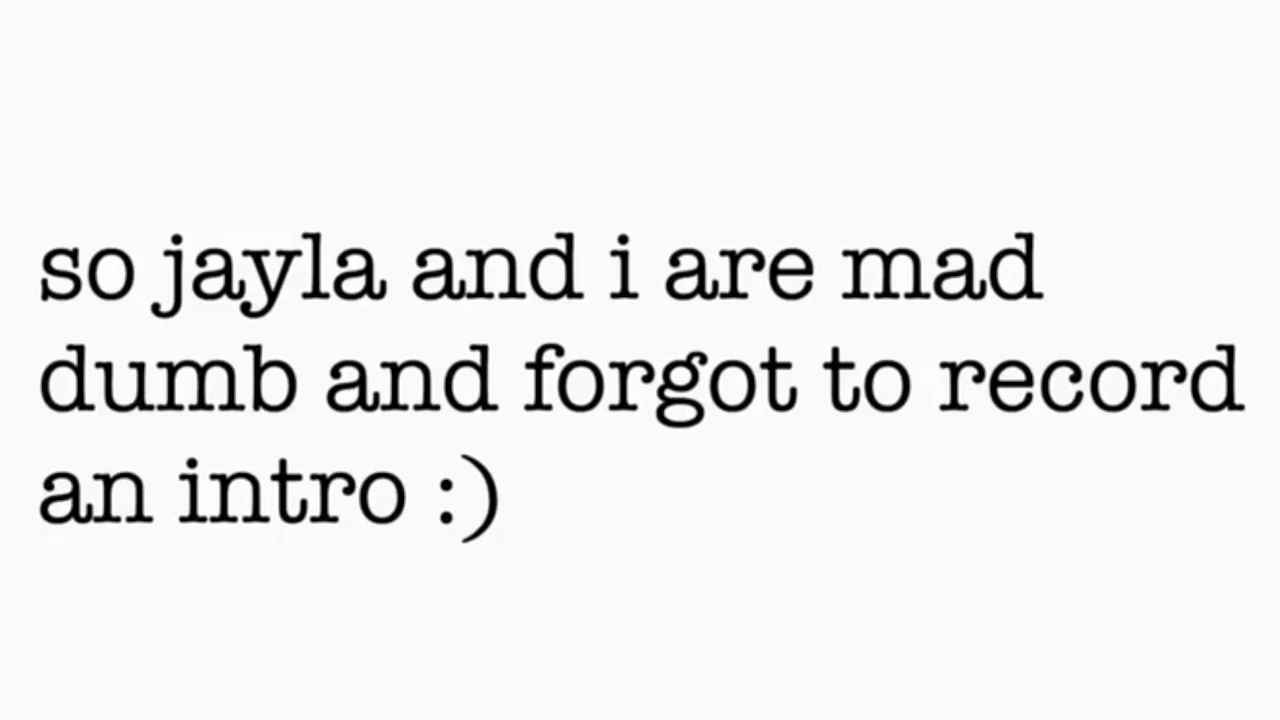 so jayla and i are mad
dumb and forgot to record
an intro :)